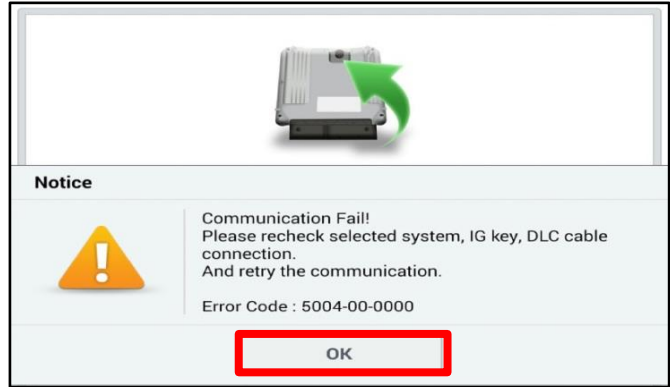 Notice
Communication Fail!
Please recheck selected system, IG key, DLC cable
connection.
And retry the communication.
Error Code : 5004-00-0000
OK